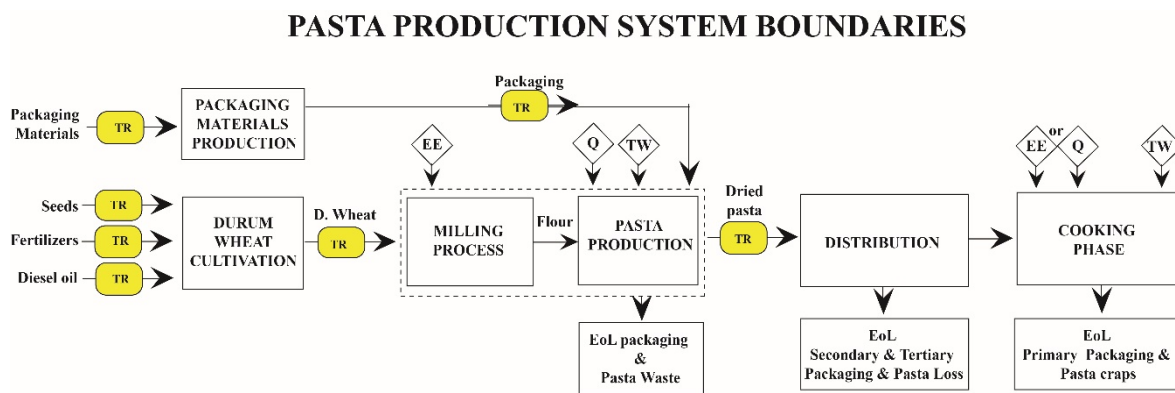 PASTA PRODUCTION SYSTEM BOUNDARIES
Packaging
Materials
TR
PACKAGING
MATERIALS
PRODUCTION
Packaging
TR
EE
Q
TW
EE
or
Q
TW
Seeds
TR
Fertilizers
TR
Diesel oil
TR
DURUM
WHEAT
CULTIVATION
D. Wheat
TR
MILLING
PROCESS
Flour
PASTA
PRODUCTION
Dried
pasta
TR
DISTRIBUTION
COOKING
PHASE
EoL packaging
&
Pasta Waste
EoL
Secondary & Tertiary
Packaging & Pasta Loss
EoL
Primary Packaging &
Pasta craps